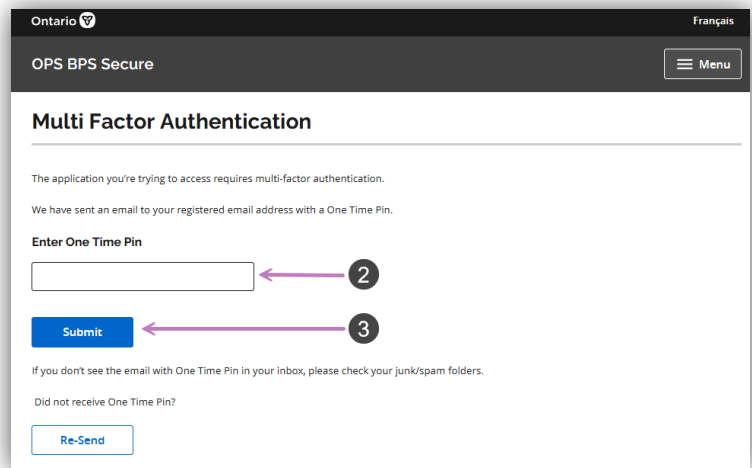 Ontario
Français
OPS BPS Secure
Menu
Multi Factor Authentication
The application you're trying to access requires multi-factor authentication.
We have sent an email to your registered email address with a One Time Pin.
Enter One Time Pin
2
Submit
3
If you don't see the email with One Time Pin in your inbox, please check your junk/spam folders.
Did not receive One Time Pin?
Re-Send